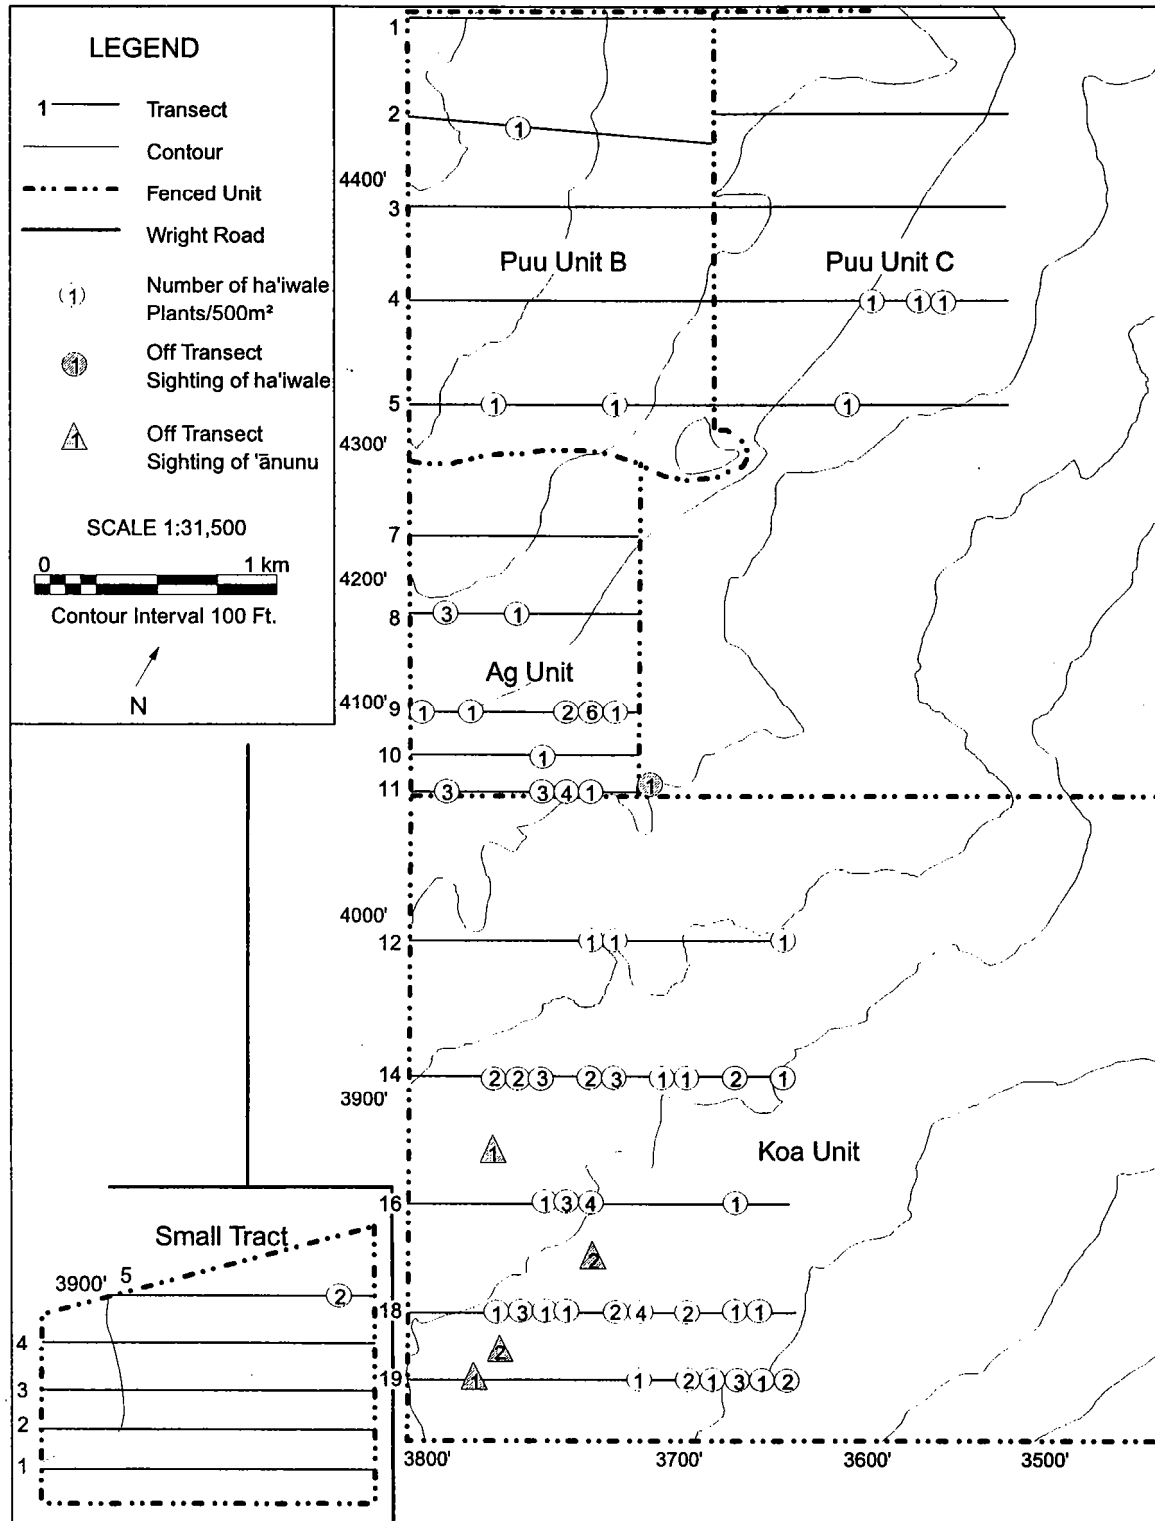 LEGEND
1 Transect
Contour
Fenced Unit
Wright Road
1 Number of ha'iwale
Plants/500m²
1 Off Transect
Sighting of ha'iwale
1 Off Transect
Sighting of 'ānunu
SCALE 1:31,500
0 1 km
Contour Interval 100 Ft.
N
1
2 1
4400'
3
Puu Unit B Puu Unit C
4 1 1 1
5 1 1 1
4300'
7
4200'
8 3 1
Ag Unit
4100'
9 1 1 2 6 1
10 1
11 3 3 4 1 1
4000'
12 1 1 1
14 2 2 3 2 3 1 1 2 1
3900'
1 Koa Unit
16 1 3 4 1
2
18 1 3 1 1 2 4 2 1 1
2
19 1 1 2 1 3 1 2
3800' 3700' 3600' 3500'
Small Tract
3900' 5 2
4
3
2
1